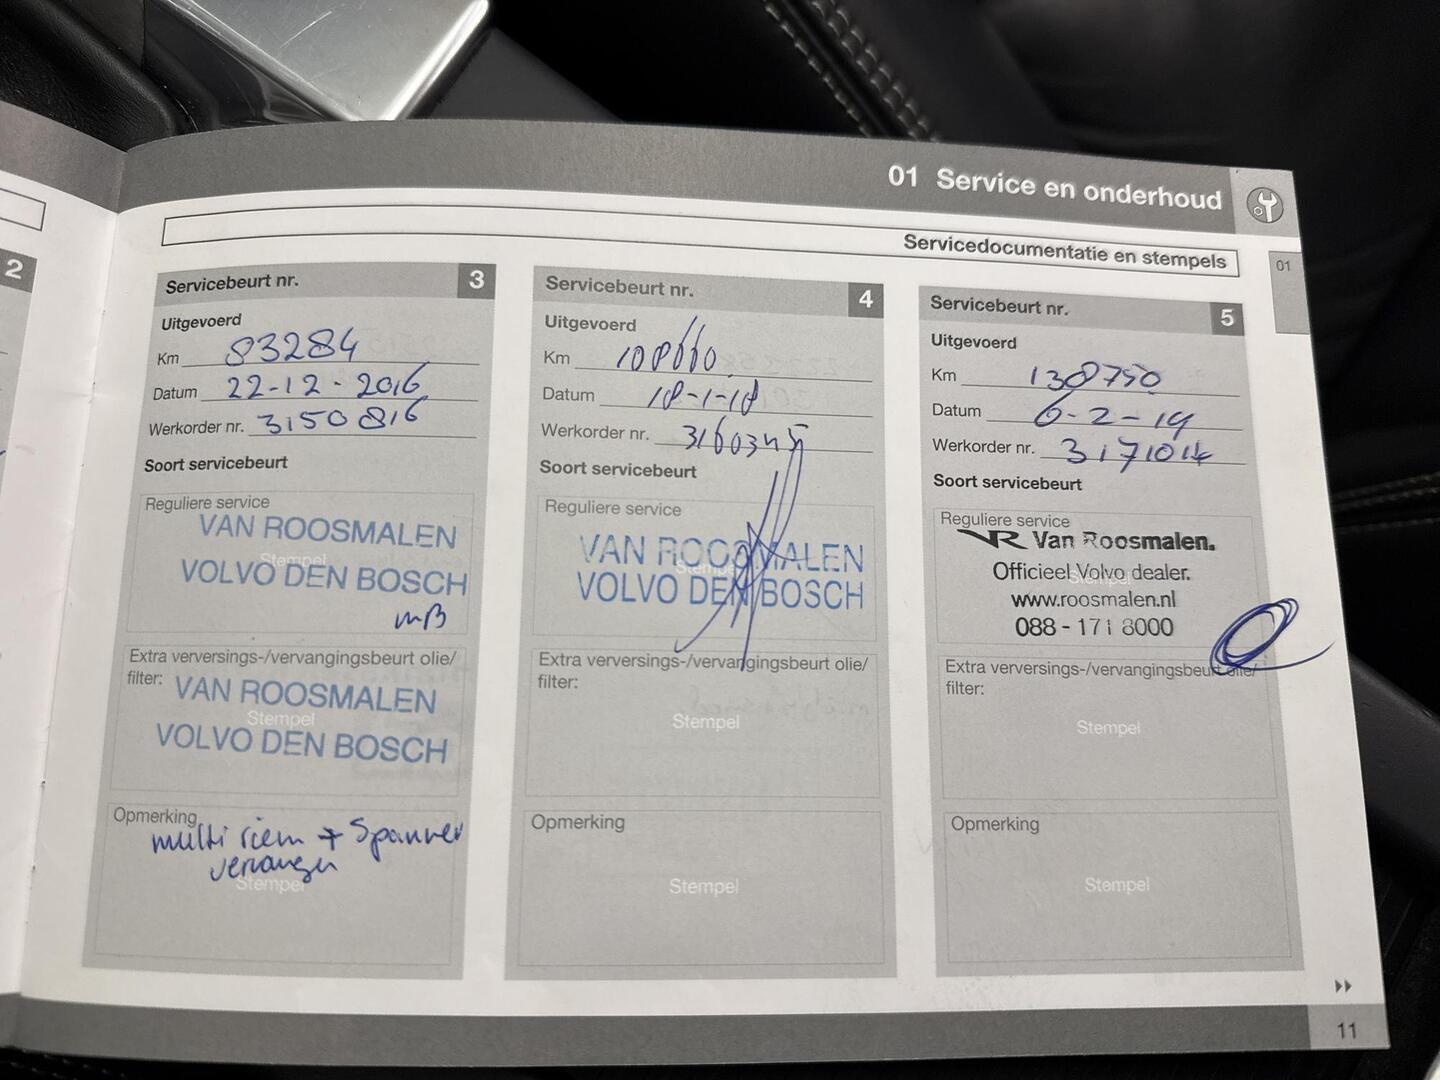 01 Service en onderhoud
Servicedocumentatie en stempels
01
2
Servicebeurt nr. 3
Uitgevoerd
Km 83284
Datum 22-12-2016
Werkorder nr. 3150816
Soort servicebeurt
Reguliere service
VAN ROOSMALEN
Stempel
VOLVO DEN BOSCH
mB
Extra verversings-/vervangingsbeurt olie/
filter:
VAN ROOSMALEN
Stempel
VOLVO DEN BOSCH
Opmerking
multi riem + Spanner
vervangen
Stempel
Servicebeurt nr. 4
Uitgevoerd
Km
Datum 18-1-18
Werkorder nr. 3160345
Soort servicebeurt
Reguliere service
VAN ROOSMALEN
Stempel
VOLVO DEN BOSCH
Extra verversings-/vervangingsbeurt olie/
filter:
Stempel
Opmerking
Stempel
Servicebeurt nr. 5
Uitgevoerd
Km 138750
Datum 6-2-19
Werkorder nr. 3171014
Soort servicebeurt
Reguliere service
VR Van Roosmalen.
Officieel Volvo dealer.
Stempel
www.roosmalen.nl
088 - 171 8000
Extra verversings-/vervangingsbeurt olie/
filter:
Stempel
Opmerking
Stempel
11